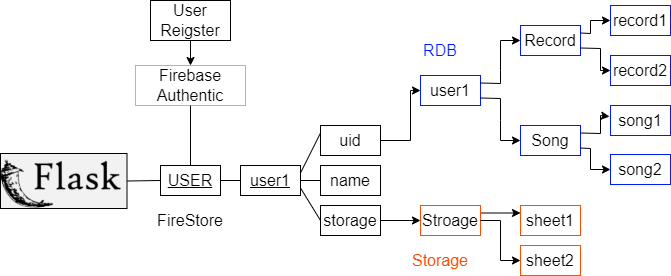 User
Reigster
Firebase
Authentic
Flask
USER
FireStore
user1
uid
name
storage
RDB
user1
Record
record1
record2
Song
song1
song2
Stroage
Storage
sheet1
sheet2